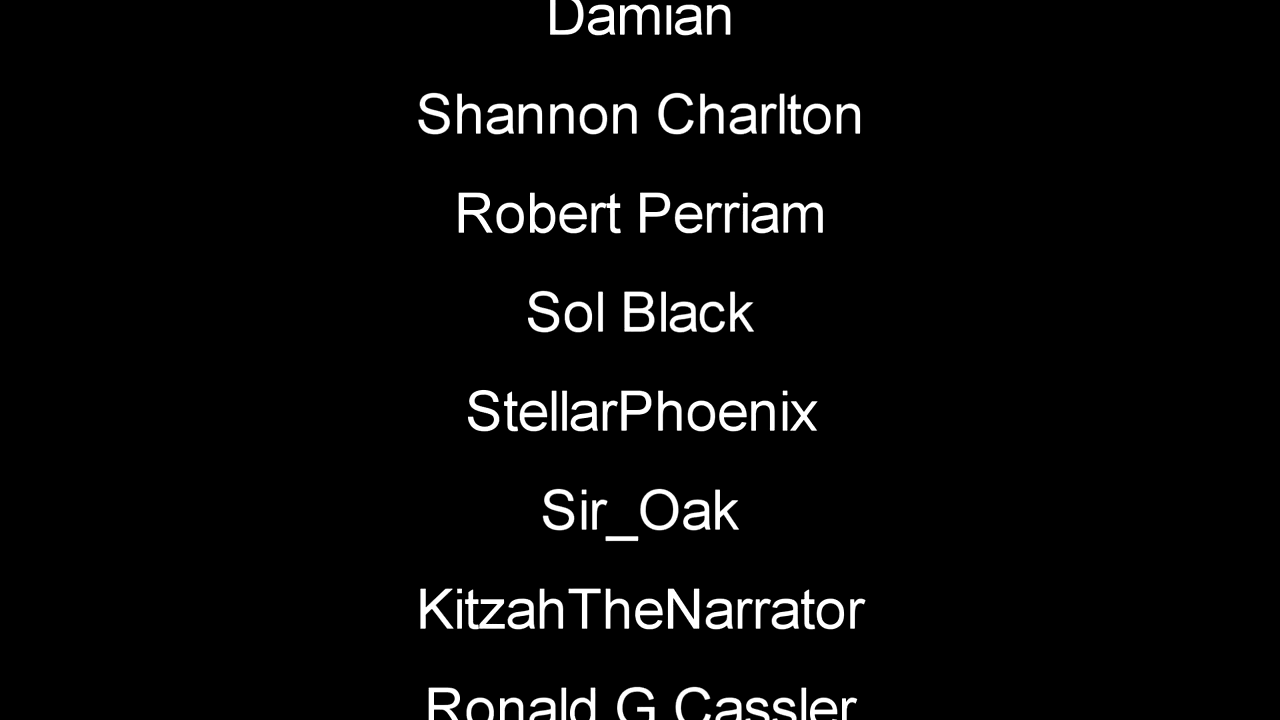 Damian
Shannon Charlton
Robert Perriam
Sol Black
StellarPhoenix
Sir_Oak
KitzahTheNarrator
Ronald G Cassler